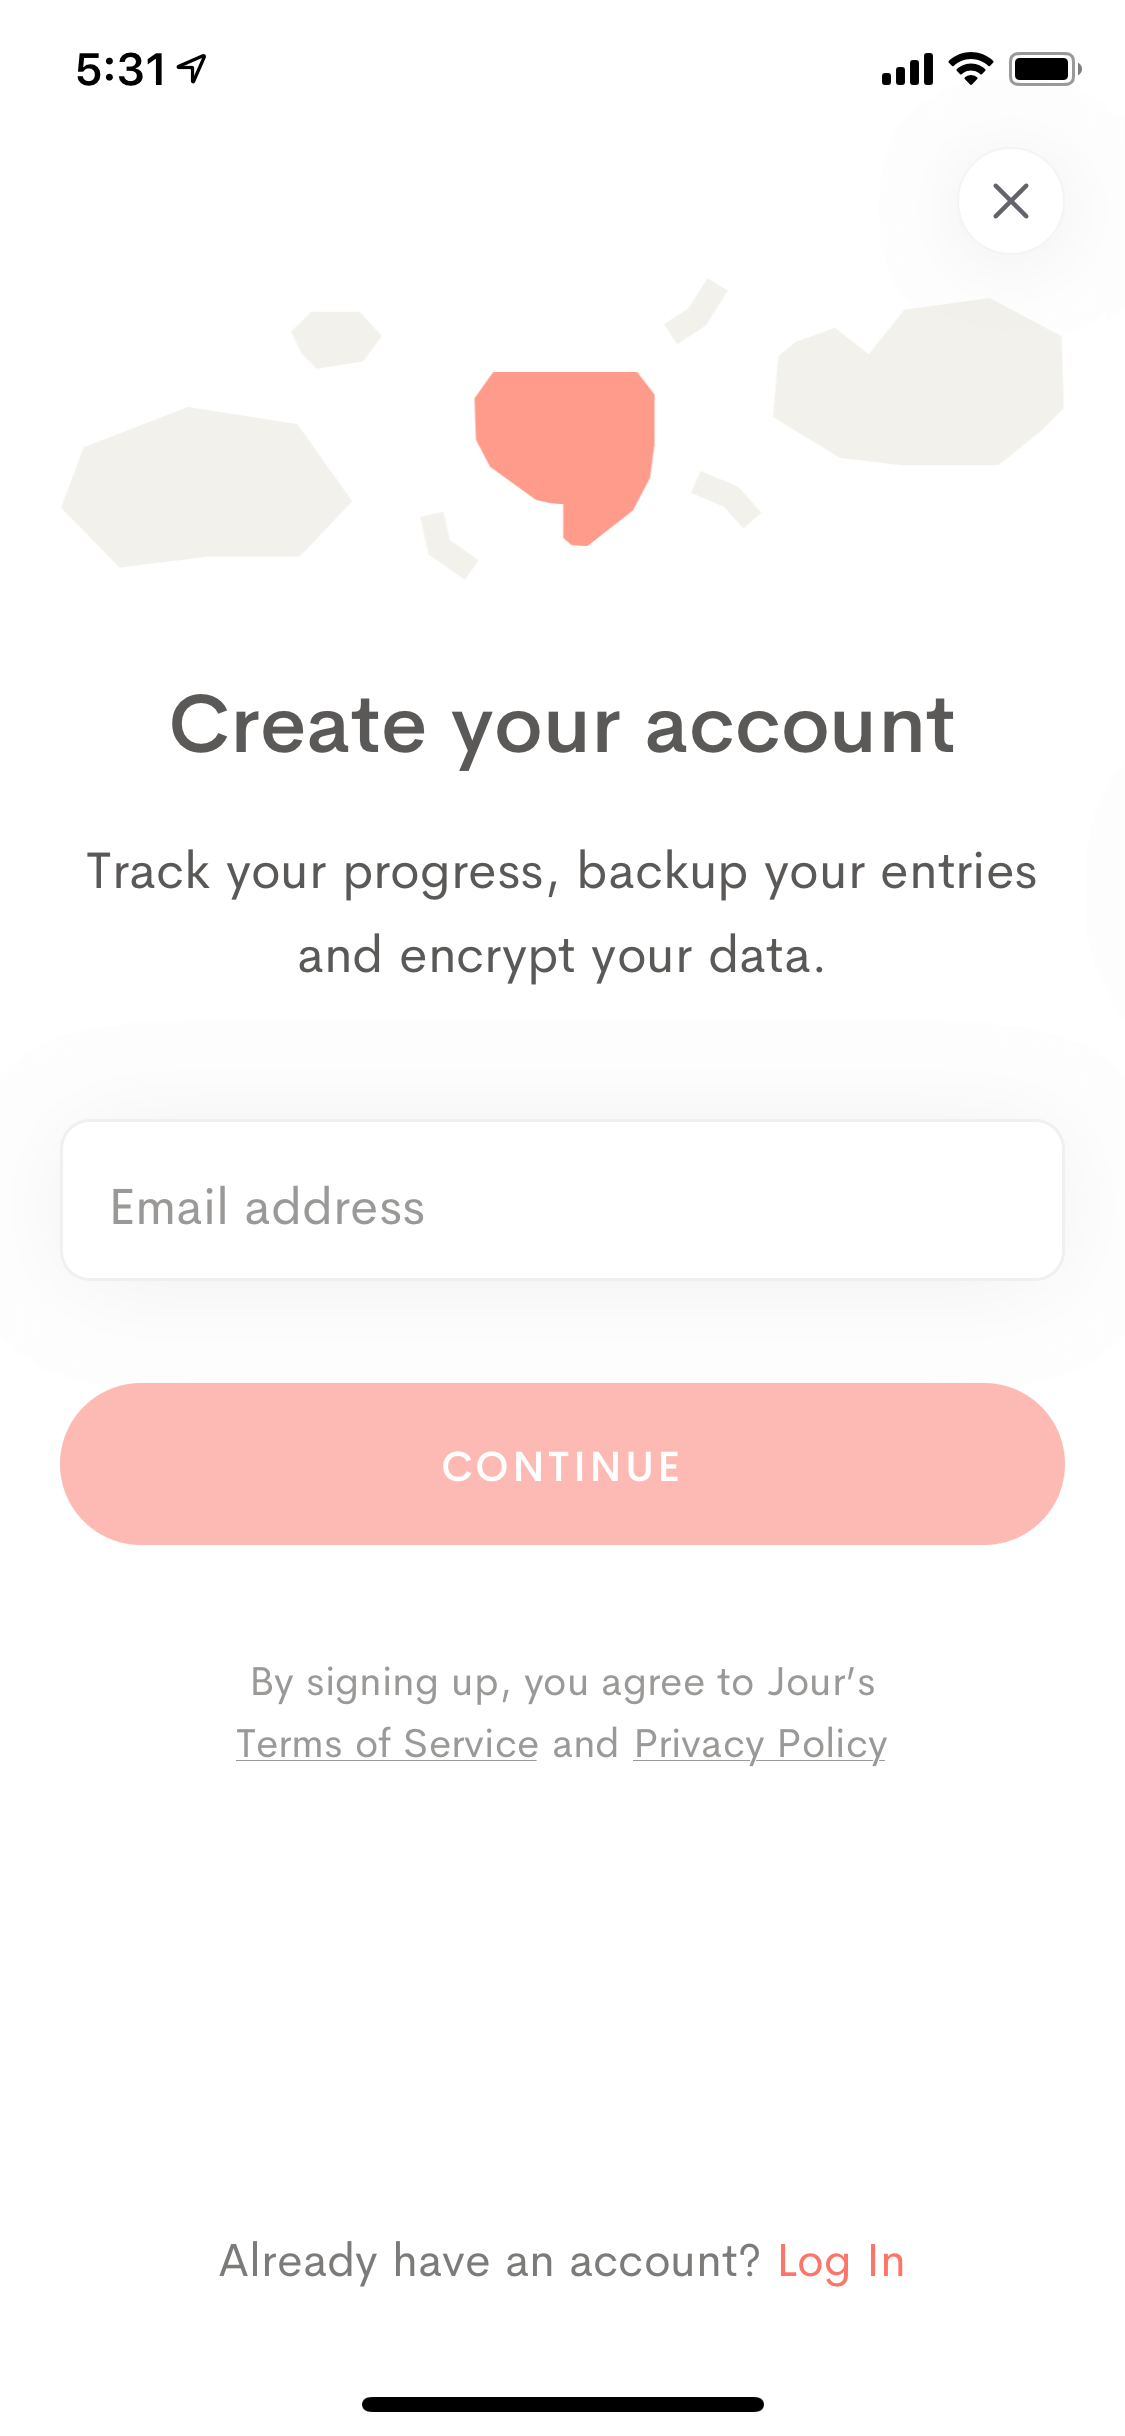 5:31
Create your account
Track your progress, backup your entries
and encrypt your data.
Email address
CONTINUE
By signing up, you agree to Jour's
Terms of Service and Privacy Policy
Already have an account? Log In